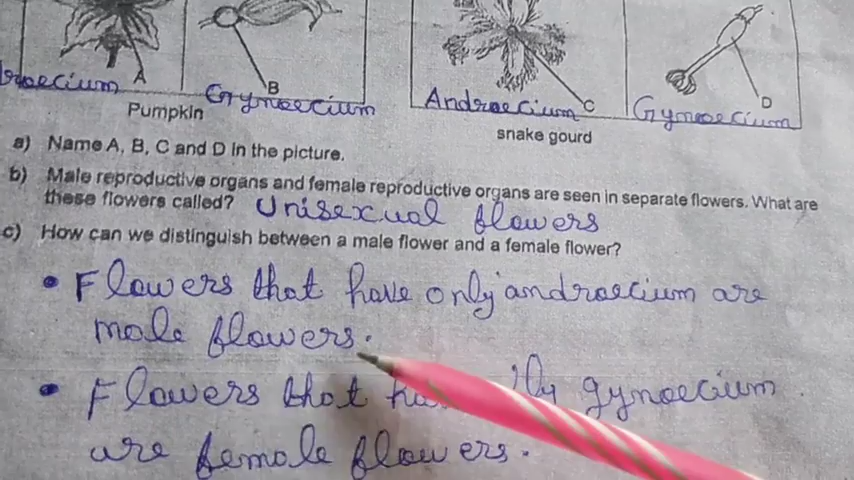 A
B
Gynoecium
Pumpkin
Androecium
C
Gynoecium
D
snake gourd
a) Name A, B, C and D in the picture.
b) Male reproductive organs and female reproductive organs are seen in separate flowers. What are
these flowers called? Unisexual flowers
c) How can we distinguish between a male flower and a female flower?
• Flowers that have only androecium are
male flowers.
• Flowers that gynoecium
are female flowers.